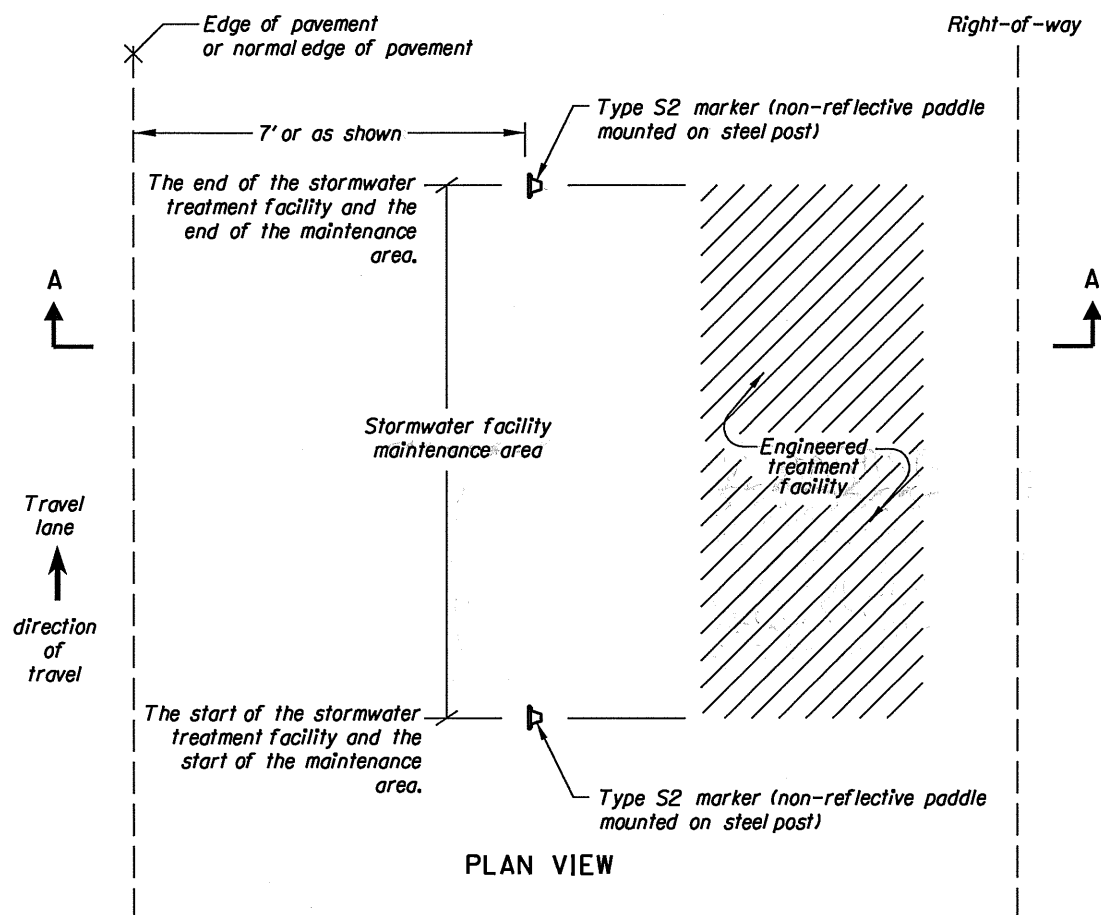 Edge of pavement
or normal edge of pavement
Right-of-way
Type S2 marker (non-reflective paddle
mounted on steel post)
7' or as shown
The end of the stormwater
treatment facility and the
end of the maintenance
area.
A
A
Stormwater facility
maintenance area
Engineered
treatment
facility
Travel
lane
direction
of
travel
The start of the stormwater
treatment facility and the
start of the maintenance
area.
Type S2 marker (non-reflective paddle
mounted on steel post)
PLAN VIEW